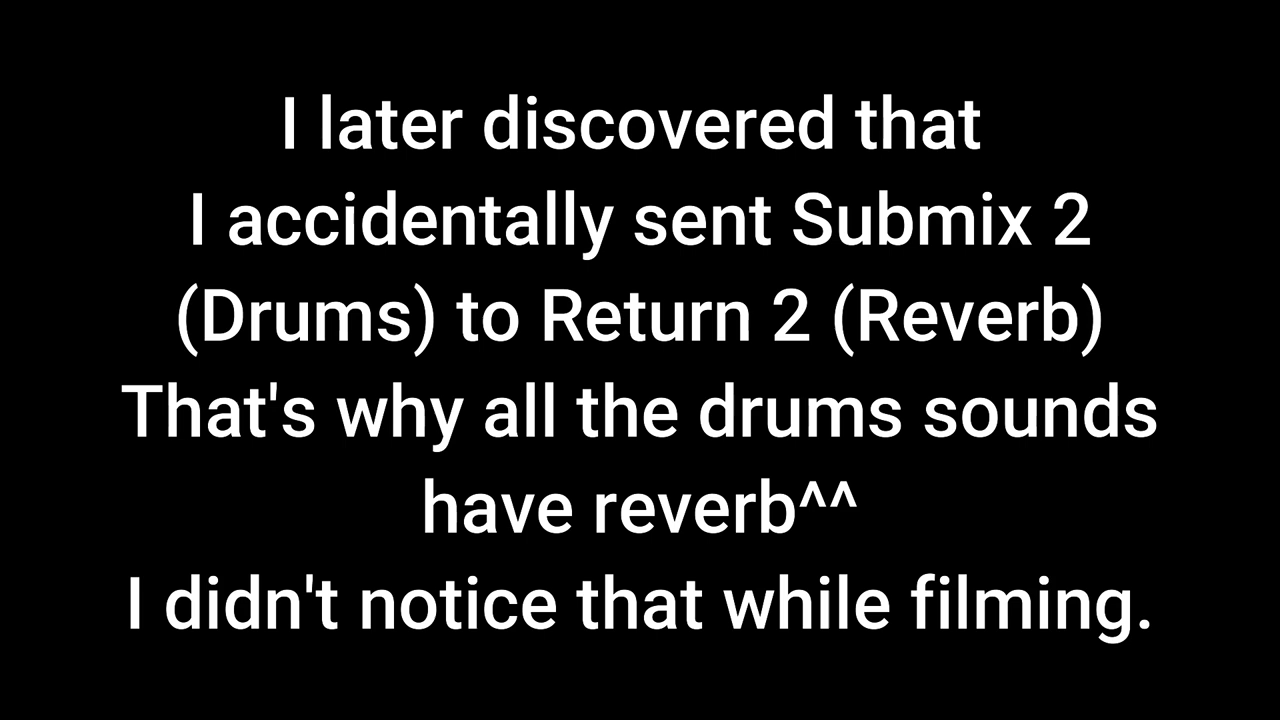 I later discovered that
I accidentally sent Submix 2
(Drums) to Return 2 (Reverb)
That's why all the drums sounds
have reverb^^
I didn't notice that while filming.